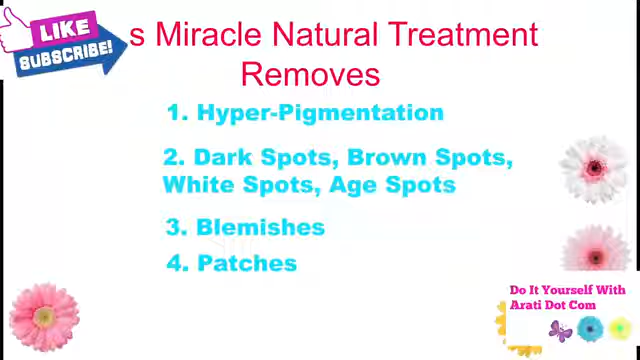 LIKE
SUBSCRIBE!
s Miracle Natural Treatment
Removes
1. Hyper-Pigmentation
2. Dark Spots, Brown Spots,
White Spots, Age Spots
3. Blemishes
4. Patches
Do It Yourself With
Arati Dot Com